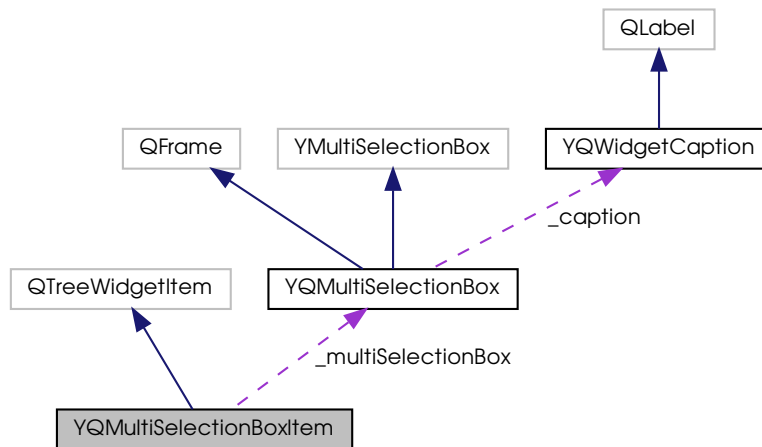 QLabel
QFrame
YMultiSelectionBox
YQWidgetCaption
_caption
QTreeWidgetItem
YQMultiSelectionBox
_multiSelectionBox
YQMultiSelectionBoxItem